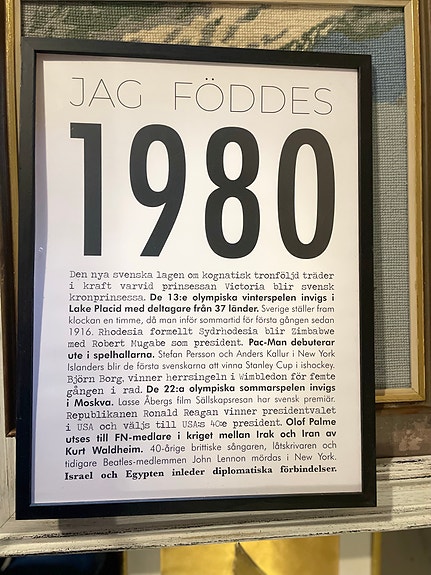 JAG FÖDDES
1980
Den nya svenska lagen om kognatisk tronföljd träder
i kraft varvid prinsessan Victoria blir svensk
kronprinsessa. De 13:e olympiska vinterspelen invigs i
Lake Placid med deltagare från 37 länder. Sverige ställer fram
klockan en timme, då man inför sommartid för första gången sedan
1916. Rhodesia formellt Sydrhodesia blir Zimbabwe
med Robert Mugabe som president. Pac-Man debuterar
ute i spelhallarna. Stefan Persson och Anders Kallur i New York
Islanders blir de första svenskarna att vinna Stanley Cup i ishockey.
Björn Borg, vinner herrsingeln i Wimbledon för femte
gången i rad. De 22:a olympiska sommarspelen invigs
i Moskva. Lasse Åbergs film Sällskapsresan har svensk premiär.
Republikanen Ronald Reagan vinner presidentvalet
i USA och väljs till USA:s 40:e president. Olof Palme
utses till FN-medlare i kriget mellan Irak och Iran av
Kurt Waldheim. 40-årige brittiske sångaren, låtskrivaren och
tidigare Beatles-medlemmen John Lennon mördas i New York.
Israel och Egypten inleder diplomatiska förbindelser.